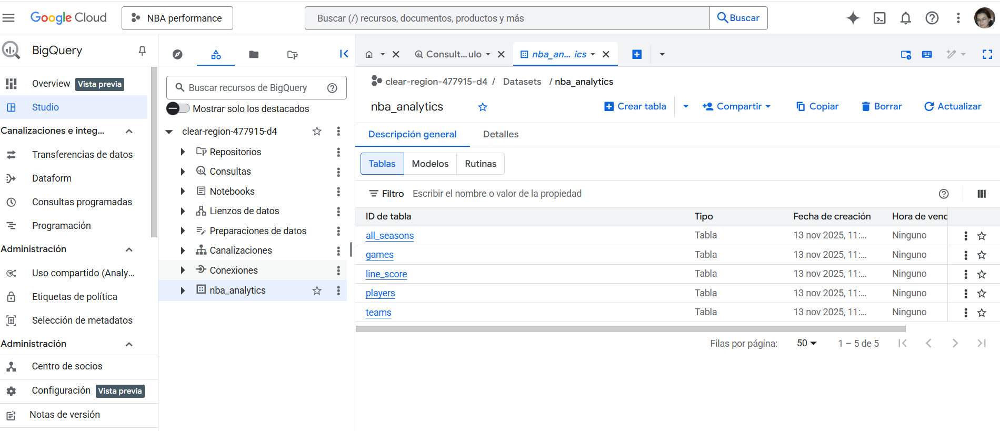 Google Cloud
NBA performance
Buscar (/) recursos, documentos, productos y más
Buscar
BigQuery
Overview Vista previa
Studio
Canalizaciones e integ...
Transferencias de datos
Dataform
Consultas programadas
Programación
Administración
Uso compartido (Analy...
Etiquetas de política
Selección de metadatos
Administración
Centro de socios
Configuración Vista previa
Notas de versión
Buscar recursos de BigQuery
Mostrar solo los destacados
clear-region-477915-d4
Repositorios
Consultas
Notebooks
Lienzos de datos
Preparaciones de datos
Canalizaciones
Conexiones
nba_analytics
Consult...ulo
nba_an... ics
clear-region-477915-d4 / Datasets / nba_analytics
nba_analytics
Crear tabla
Compartir
Copiar
Borrar
Actualizar
Descripción general
Detalles
Tablas
Modelos
Rutinas
Filtro Escribir el nombre o valor de la propiedad
ID de tabla Tipo Fecha de creación Hora de venc
all_seasons Tabla 13 nov 2025, 11:... Ninguno
games Tabla 13 nov 2025, 11:... Ninguno
line_score Tabla 13 nov 2025, 11:... Ninguno
players Tabla 13 nov 2025, 11:... Ninguno
teams Tabla 13 nov 2025, 11:... Ninguno
Filas por página: 50 1 – 5 de 5